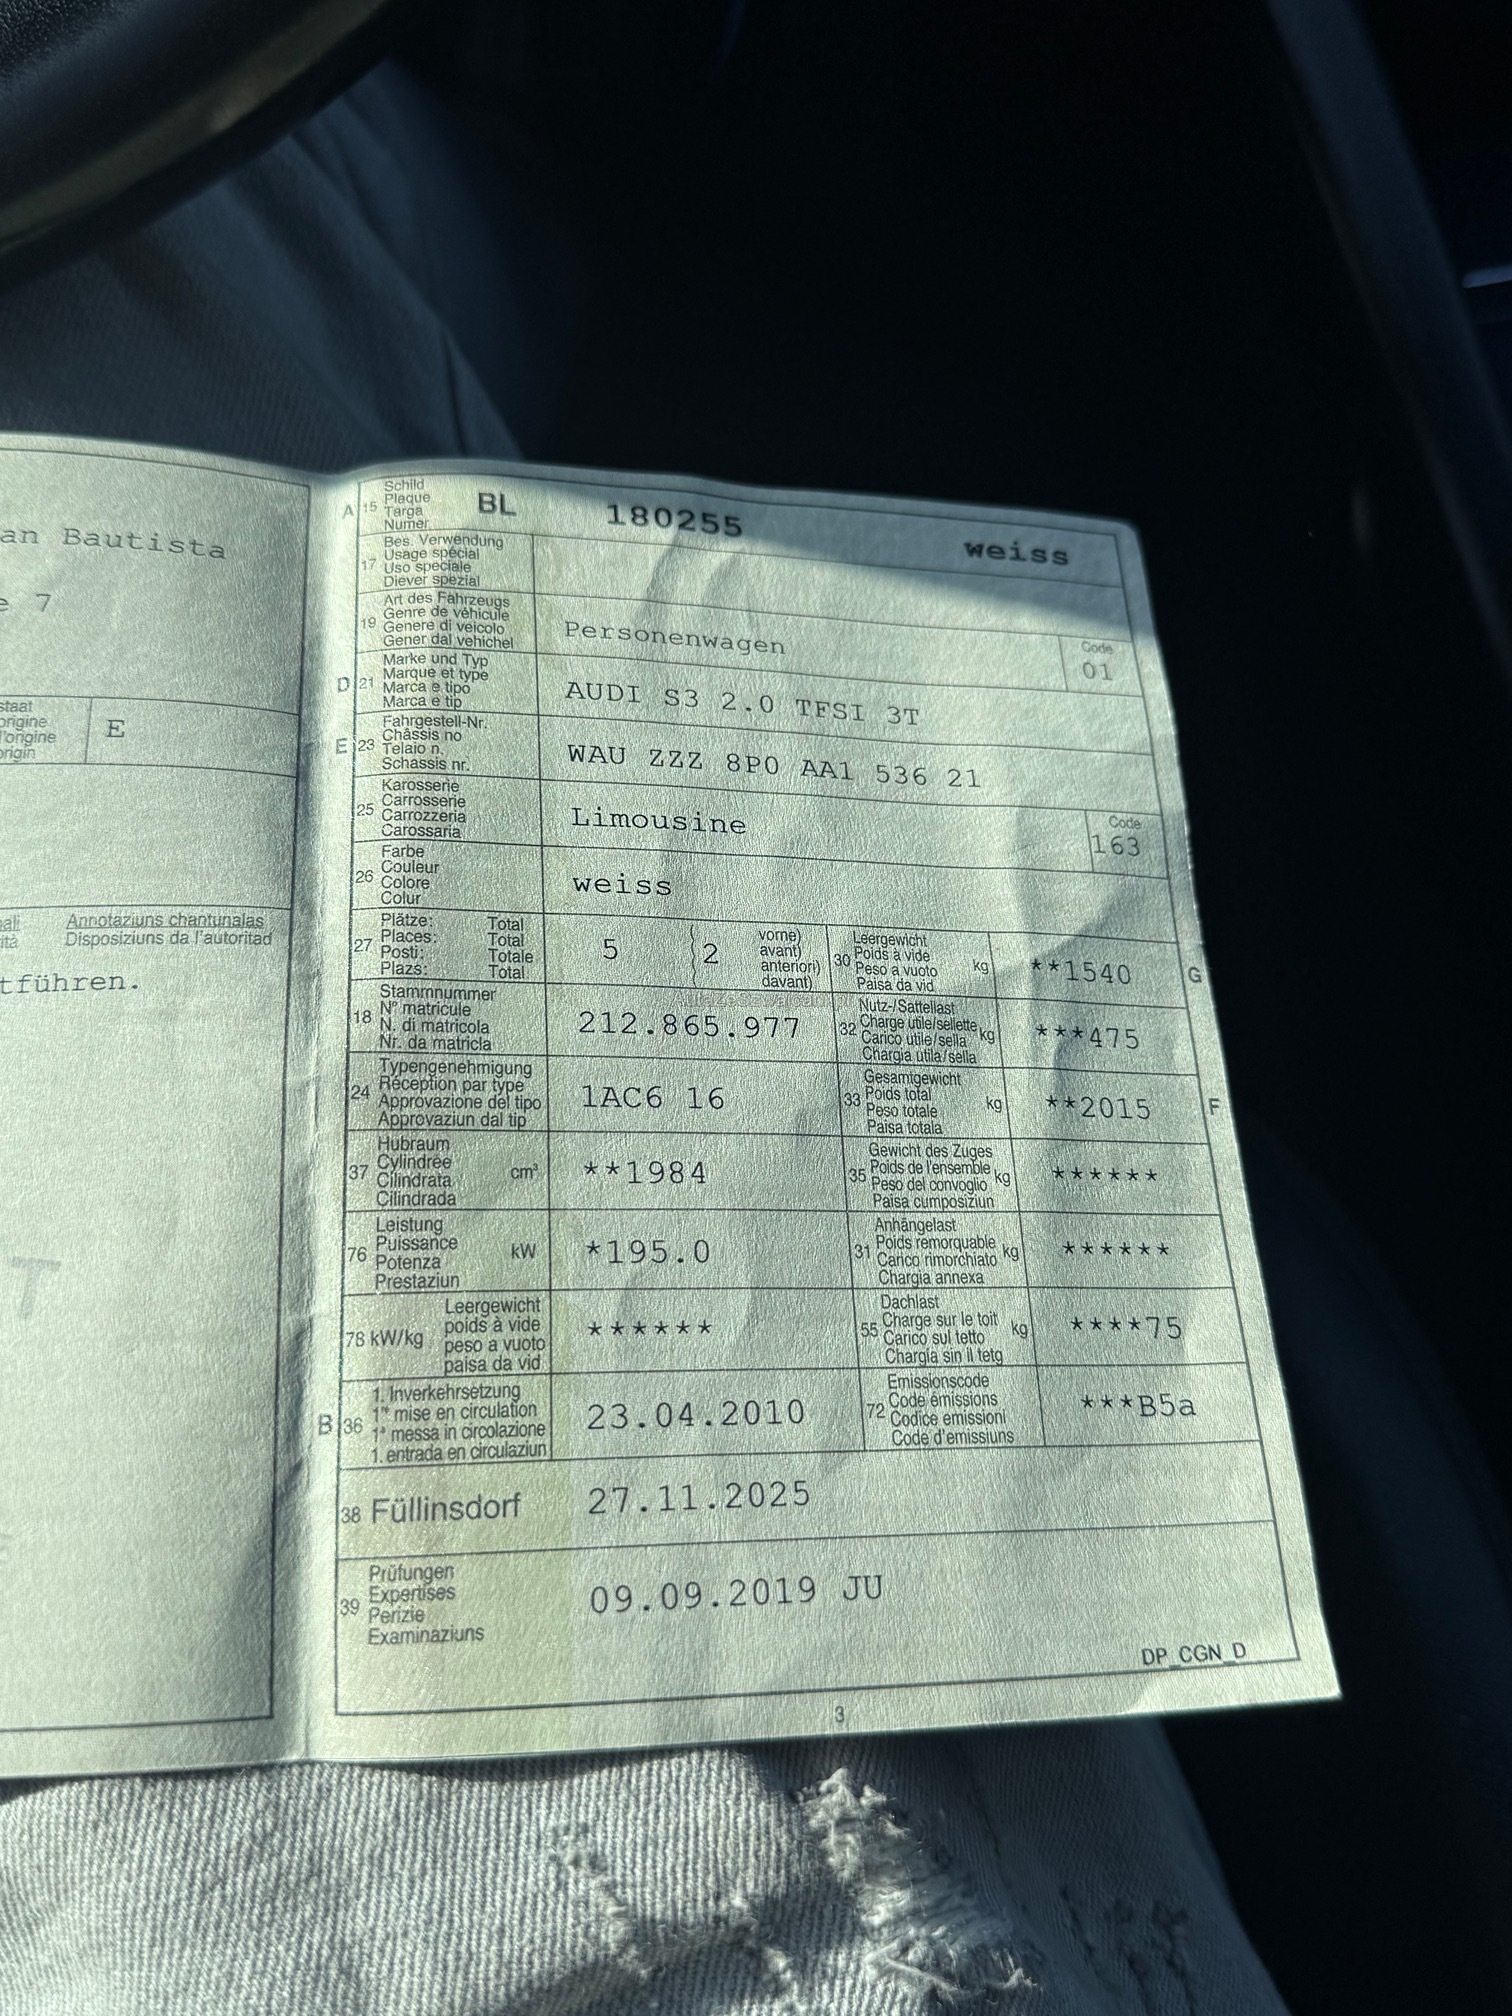 an Bautista
e 7
staat
origine
l'origine
origin
E
ali
ità
Annotaziuns chantunalas
Disposiziuns da l'autoritad
tführen.
T
A 15 Schild
Plaque
Targa
Numer
BL 180255 weiss
17 Bes. Verwendung
Usage spécial
Uso speciale
Diever spezial
19 Art des Fahrzeugs
Genre de véhicule
Genere di veicolo
Gener dal vehichel
Personenwagen
Code
01
D 21 Marke und Typ
Marque et type
Marca e tipo
Marca e tip
AUDI S3 2.0 TFSI 3T
E 23 Fahrgestell-Nr.
Châssis no
Telaio n.
Schassis nr.
WAU ZZZ 8P0 AA1 536 21
25 Karosserie
Carrosserie
Carrozzeria
Carossaria
Limousine
Code
163
26 Farbe
Couleur
Colore
Colur
weiss
27 Plätze: Total
Places: Total
Posti: Totale
Plazs: Total
5 (2 vorne)
avant)
anteriori)
davant)
30 Leergewicht
Poids à vide
Peso a vuoto
Paisa da vid
kg **1540 G
18 Stammnummer
N° matricule
N. di matricola
Nr. da matricla
212.865.977
32 Nutz-/Sattellast
Charge utile/sellette
Carico utile/sella
Chargia utila/sella
kg ***475
24 Typengenehmigung
Réception par type
Approvazione del tipo
Approvaziun dal tip
1AC6 16
33 Gesamtgewicht
Poids total
Peso totale
Paisa totala
kg **2015 F
37 Hubraum
Cylindrée
Cilindrata
Cilindrada
cm³ **1984
35 Gewicht des Zuges
Poids de l'ensemble
Peso del convoglio
Paisa cumposiziun
kg ******
76 Leistung
Puissance
Potenza
Prestaziun
kW *195.0
31 Anhängelast
Poids remorquable
Carico rimorchiato
Chargia annexa
kg ******
78 kW/kg Leergewicht
poids à vide
peso a vuoto
paisa da vid
******
55 Dachlast
Charge sur le toit
Carico sul tetto
Chargia sin il tetg
kg ****75
B 36 1. Inverkehrsetzung
1re mise en circulation
1a messa in circolazione
1. entrada en circulaziun
23.04.2010
72 Emissionscode
Code émissions
Codice emissioni
Code d'emissiuns
***B5a
38 Füllinsdorf 27.11.2025
39 Prüfungen
Expertises
Perizie
Examinaziuns
09.09.2019 JU
DP_CGN_D
3